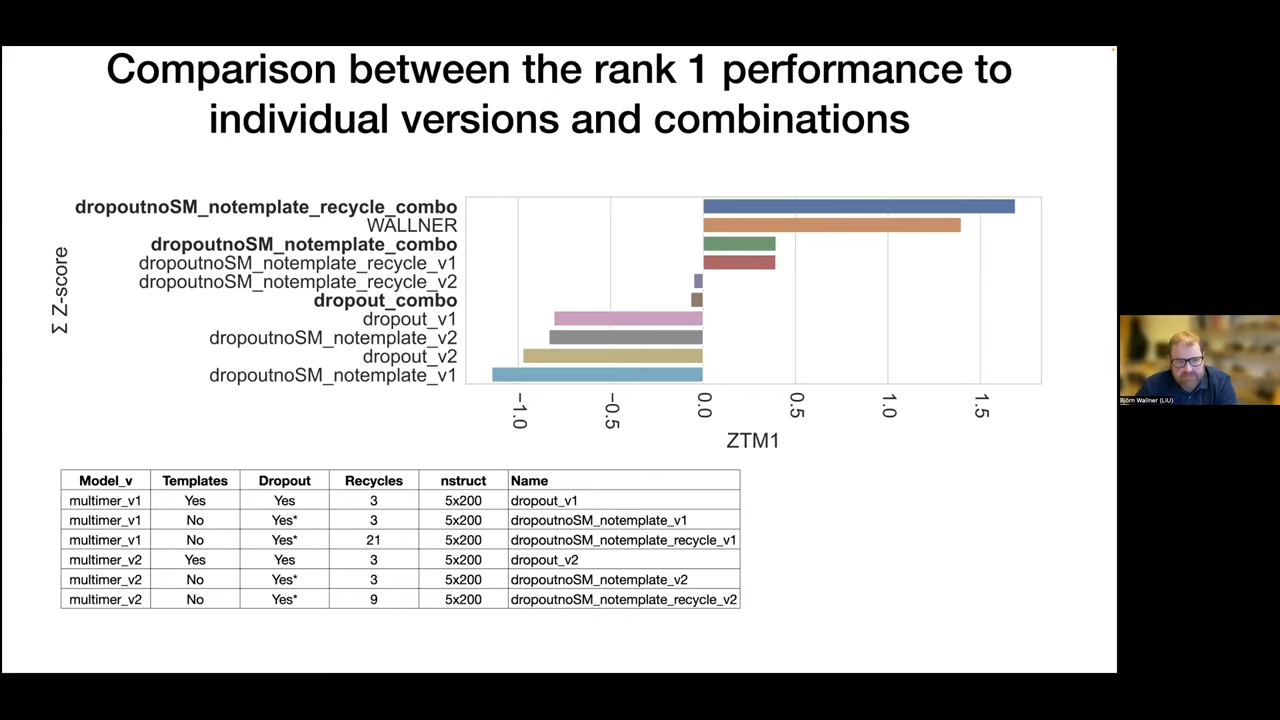 Comparison between the rank 1 performance to
individual versions and combinations
Σ Z-score
dropoutnoSM_notemplate_recycle_combo
WALLNER
dropoutnoSM_notemplate_combo
dropoutnoSM_notemplate_recycle_v1
dropoutnoSM_notemplate_recycle_v2
dropout_combo
dropout_v1
dropoutnoSM_notemplate_v2
dropout_v2
dropoutnoSM_notemplate_v1
−1.0 −0.5 0.0 0.5 1.0 1.5
ZTM1
Model_v Templates Dropout Recycles nstruct Name
multimer_v1 Yes Yes 3 5x200 dropout_v1
multimer_v1 No Yes* 3 5x200 dropoutnoSM_notemplate_v1
multimer_v1 No Yes* 21 5x200 dropoutnoSM_notemplate_recycle_v1
multimer_v2 Yes Yes 3 5x200 dropout_v2
multimer_v2 No Yes* 3 5x200 dropoutnoSM_notemplate_v2
multimer_v2 No Yes* 9 5x200 dropoutnoSM_notemplate_recycle_v2
Björn Wallner (LiU)